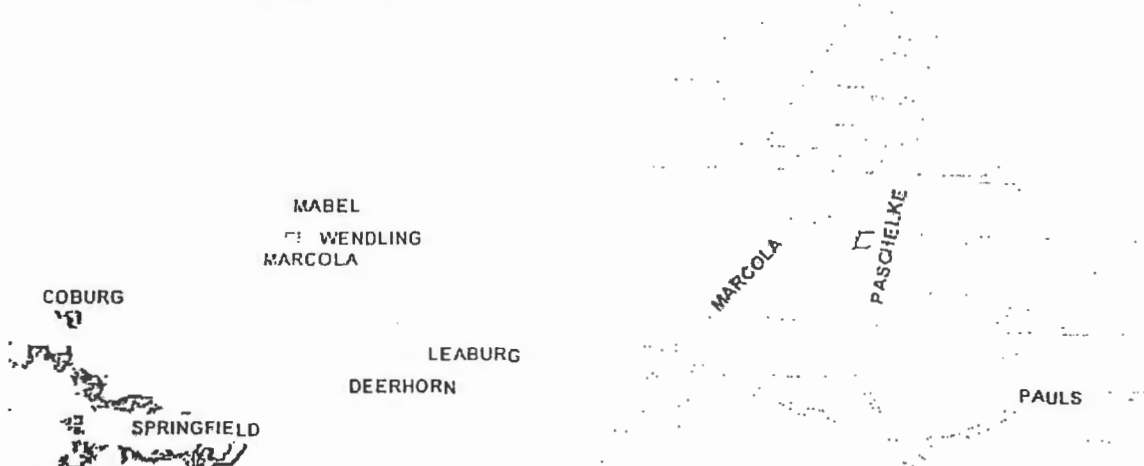 MABEL
WENDLING
MARCOLA
COBURG
LEABURG
DEERHORN
SPRINGFIELD
MARCOLA
PASCHELKE
PAULS